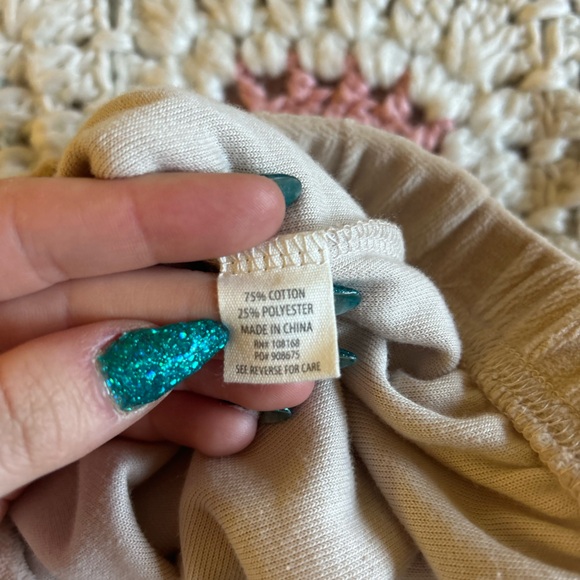 75% COTTON
25% POLYESTER
MADE IN CHINA
RN# 108168
PO# 908675
SEE REVERSE FOR CARE